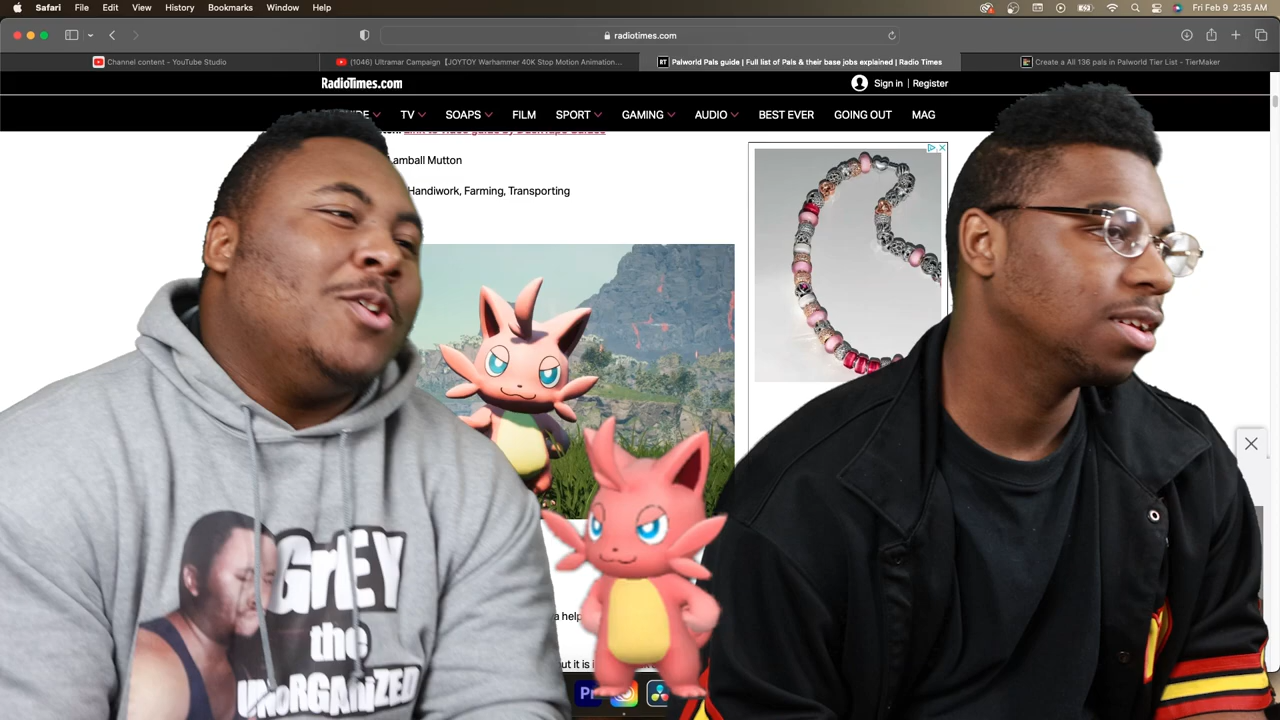 Safari File Edit View History Bookmarks Window Help Fri Feb 9 2:35 AM
radiotimes.com
Channel content - YouTube Studio
(1046) Ultramar Campaign【JOYTOY Warhammer 40K Stop Motion Animation...
RT Palworld Pals guide | Full list of Pals & their base jobs explained | Radio Times
Create a All 136 pals in Palworld Tier List - TierMaker
RadioTimes.com Sign in | Register
TV SOAPS FILM SPORT GAMING AUDIO BEST EVER GOING OUT MAG
Mutton
Handiwork, Farming, Transporting
GrEY
the
UNORGANiZED
Pr